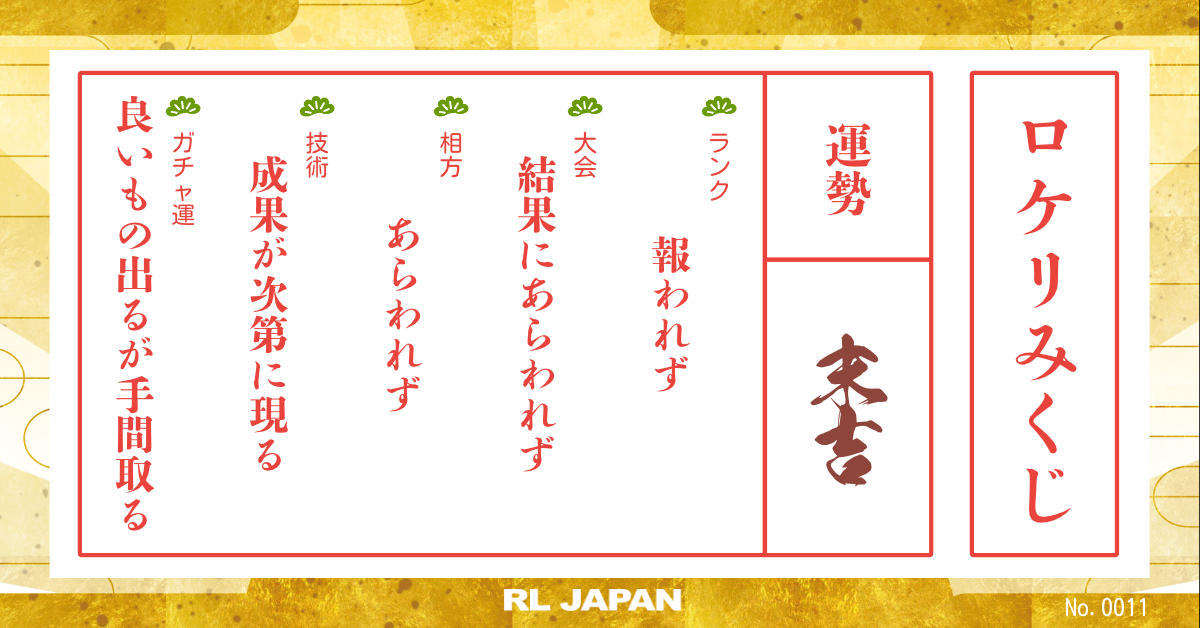 ロケリみくじ
運勢
末吉
ランク
報われず
大会
結果にあらわれず
相方
あらわれず
技術
成果が次第に現る
ガチャ運
良いもの出るが手間取る
RL JAPAN
No. 0011